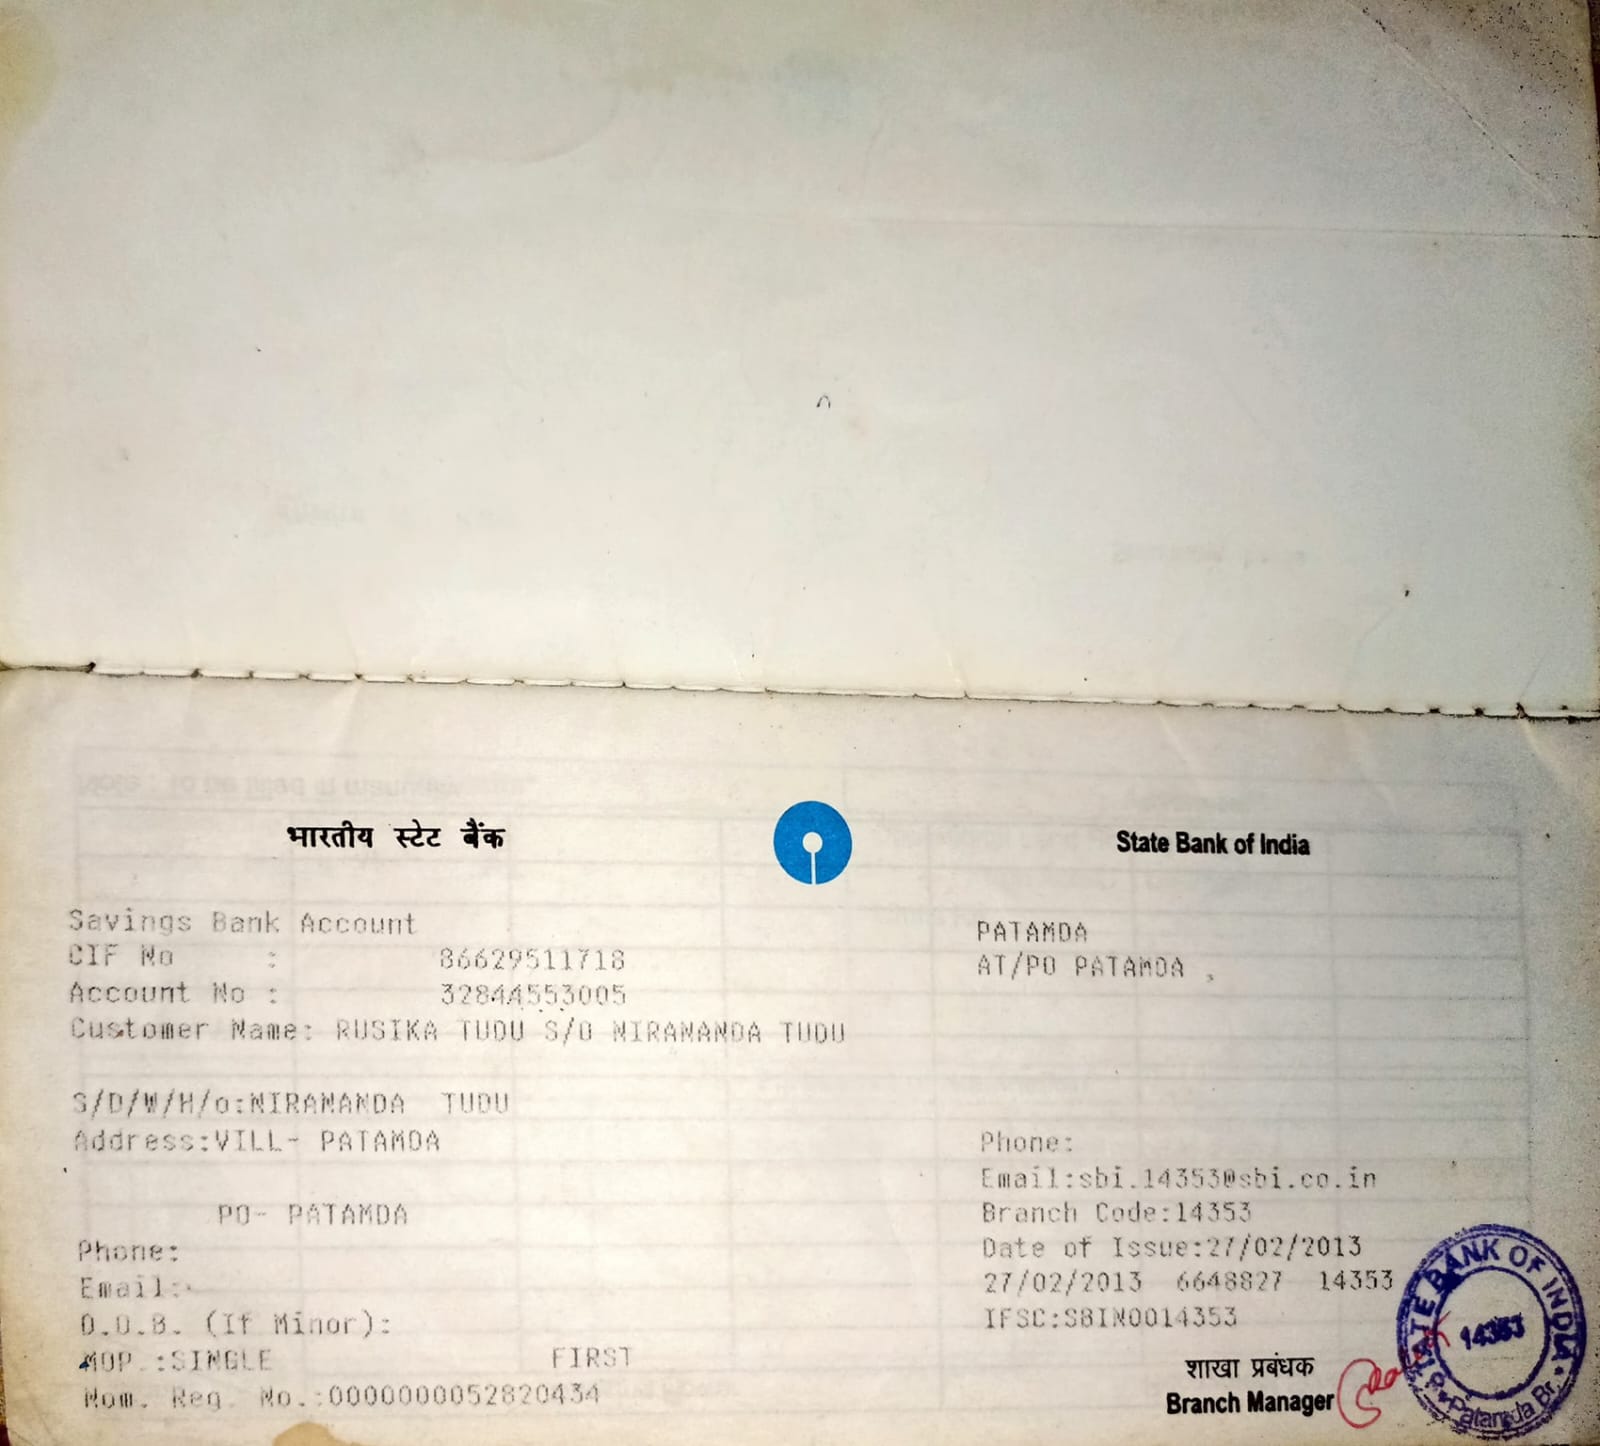 भारतीय स्टेट बैंक
State Bank of India
Savings Bank Account
CIF No : 86629511718
Account No : 32844553005
Customer Name: RUSIKA TUDU S/O NIRANANDA TUDU
S/D/W/H/o:NIRANANDA TUDU
Address:VILL- PATAMDA
PO- PATAMDA
Phone:
Email:
D.O.B. (If Minor):
MOP.:SINGLE FIRST
Nom. Reg. No.:0000000052820434
PATAMDA
AT/PO PATAMDA ,
Phone:
Email:sbi.14353@sbi.co.in
Branch Code:14353
Date of Issue:27/02/2013
27/02/2013 6648827 14353
IFSC:SBIN0014353
शाखा प्रबंधक
Branch Manager
STATE BANK OF INDIA
14353
Patamda Br.